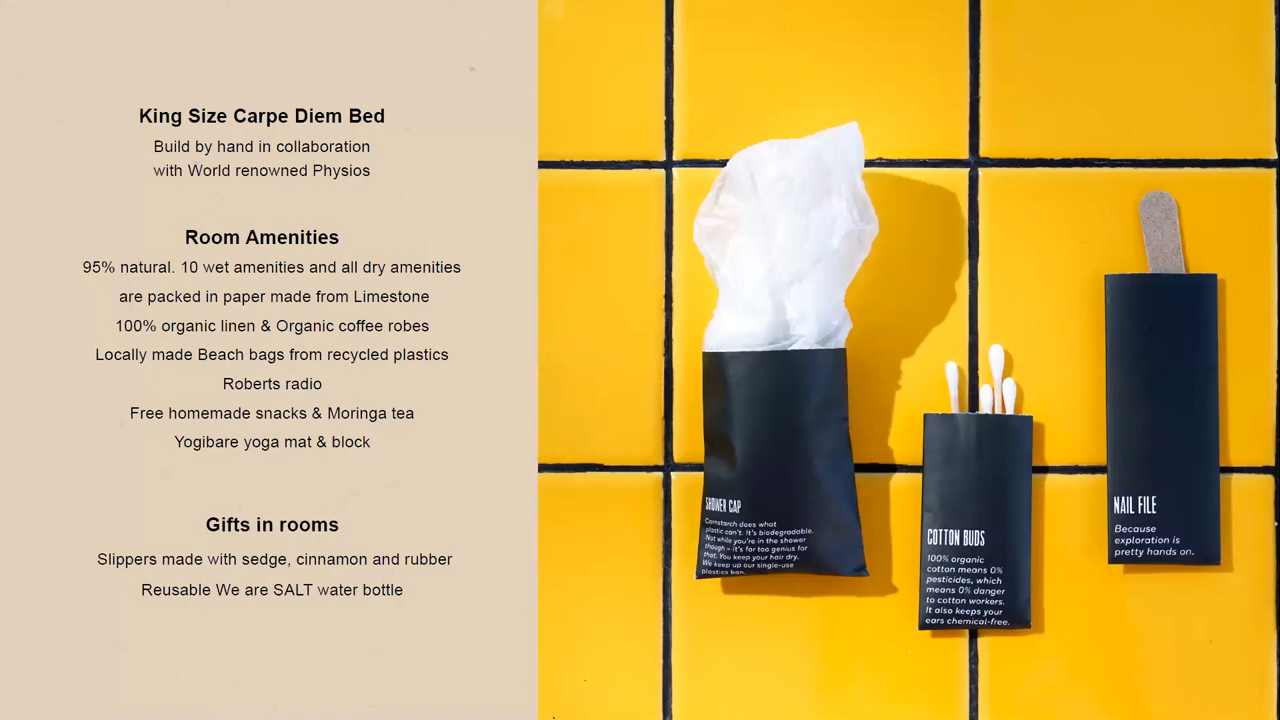 King Size Carpe Diem Bed
Build by hand in collaboration
with World renowned Physios
Room Amenities
95% natural. 10 wet amenities and all dry amenities
are packed in paper made from Limestone
100% organic linen & Organic coffee robes
Locally made Beach bags from recycled plastics
Roberts radio
Free homemade snacks & Moringa tea
Yogibare yoga mat & block
Gifts in rooms
Slippers made with sedge, cinnamon and rubber
Reusable We are SALT water bottle
SHOWER CAP
Cornstarch does what
plastic can't. It's biodegradable.
Not while you're in the shower
though – it's far too genius for
that. You keep your hair dry.
We keep up our single-use
plastics ban.
COTTON BUDS
100% organic
cotton means 0%
pesticides, which
means 0% danger
to cotton workers.
It also keeps your
ears chemical-free.
NAIL FILE
Because
exploration is
pretty hands on.